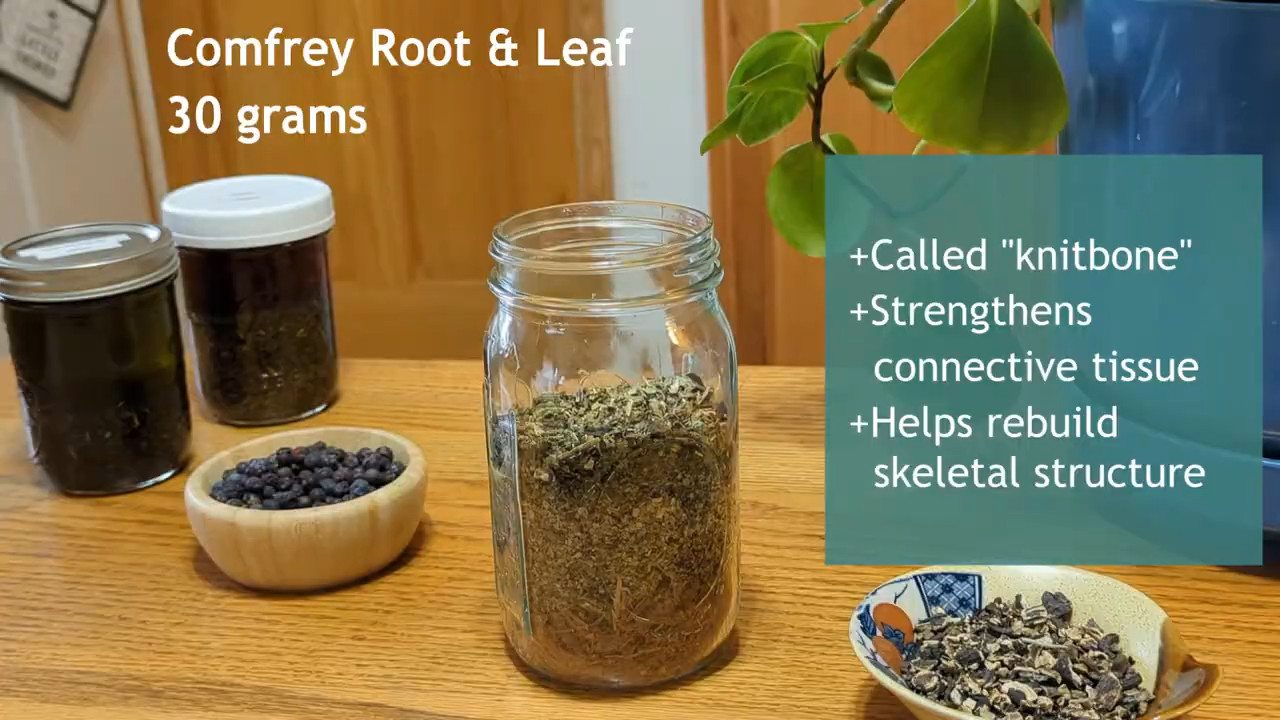 Comfrey Root & Leaf
30 grams
+Called "knitbone"
+Strengthens
connective tissue
+Helps rebuild
skeletal structure